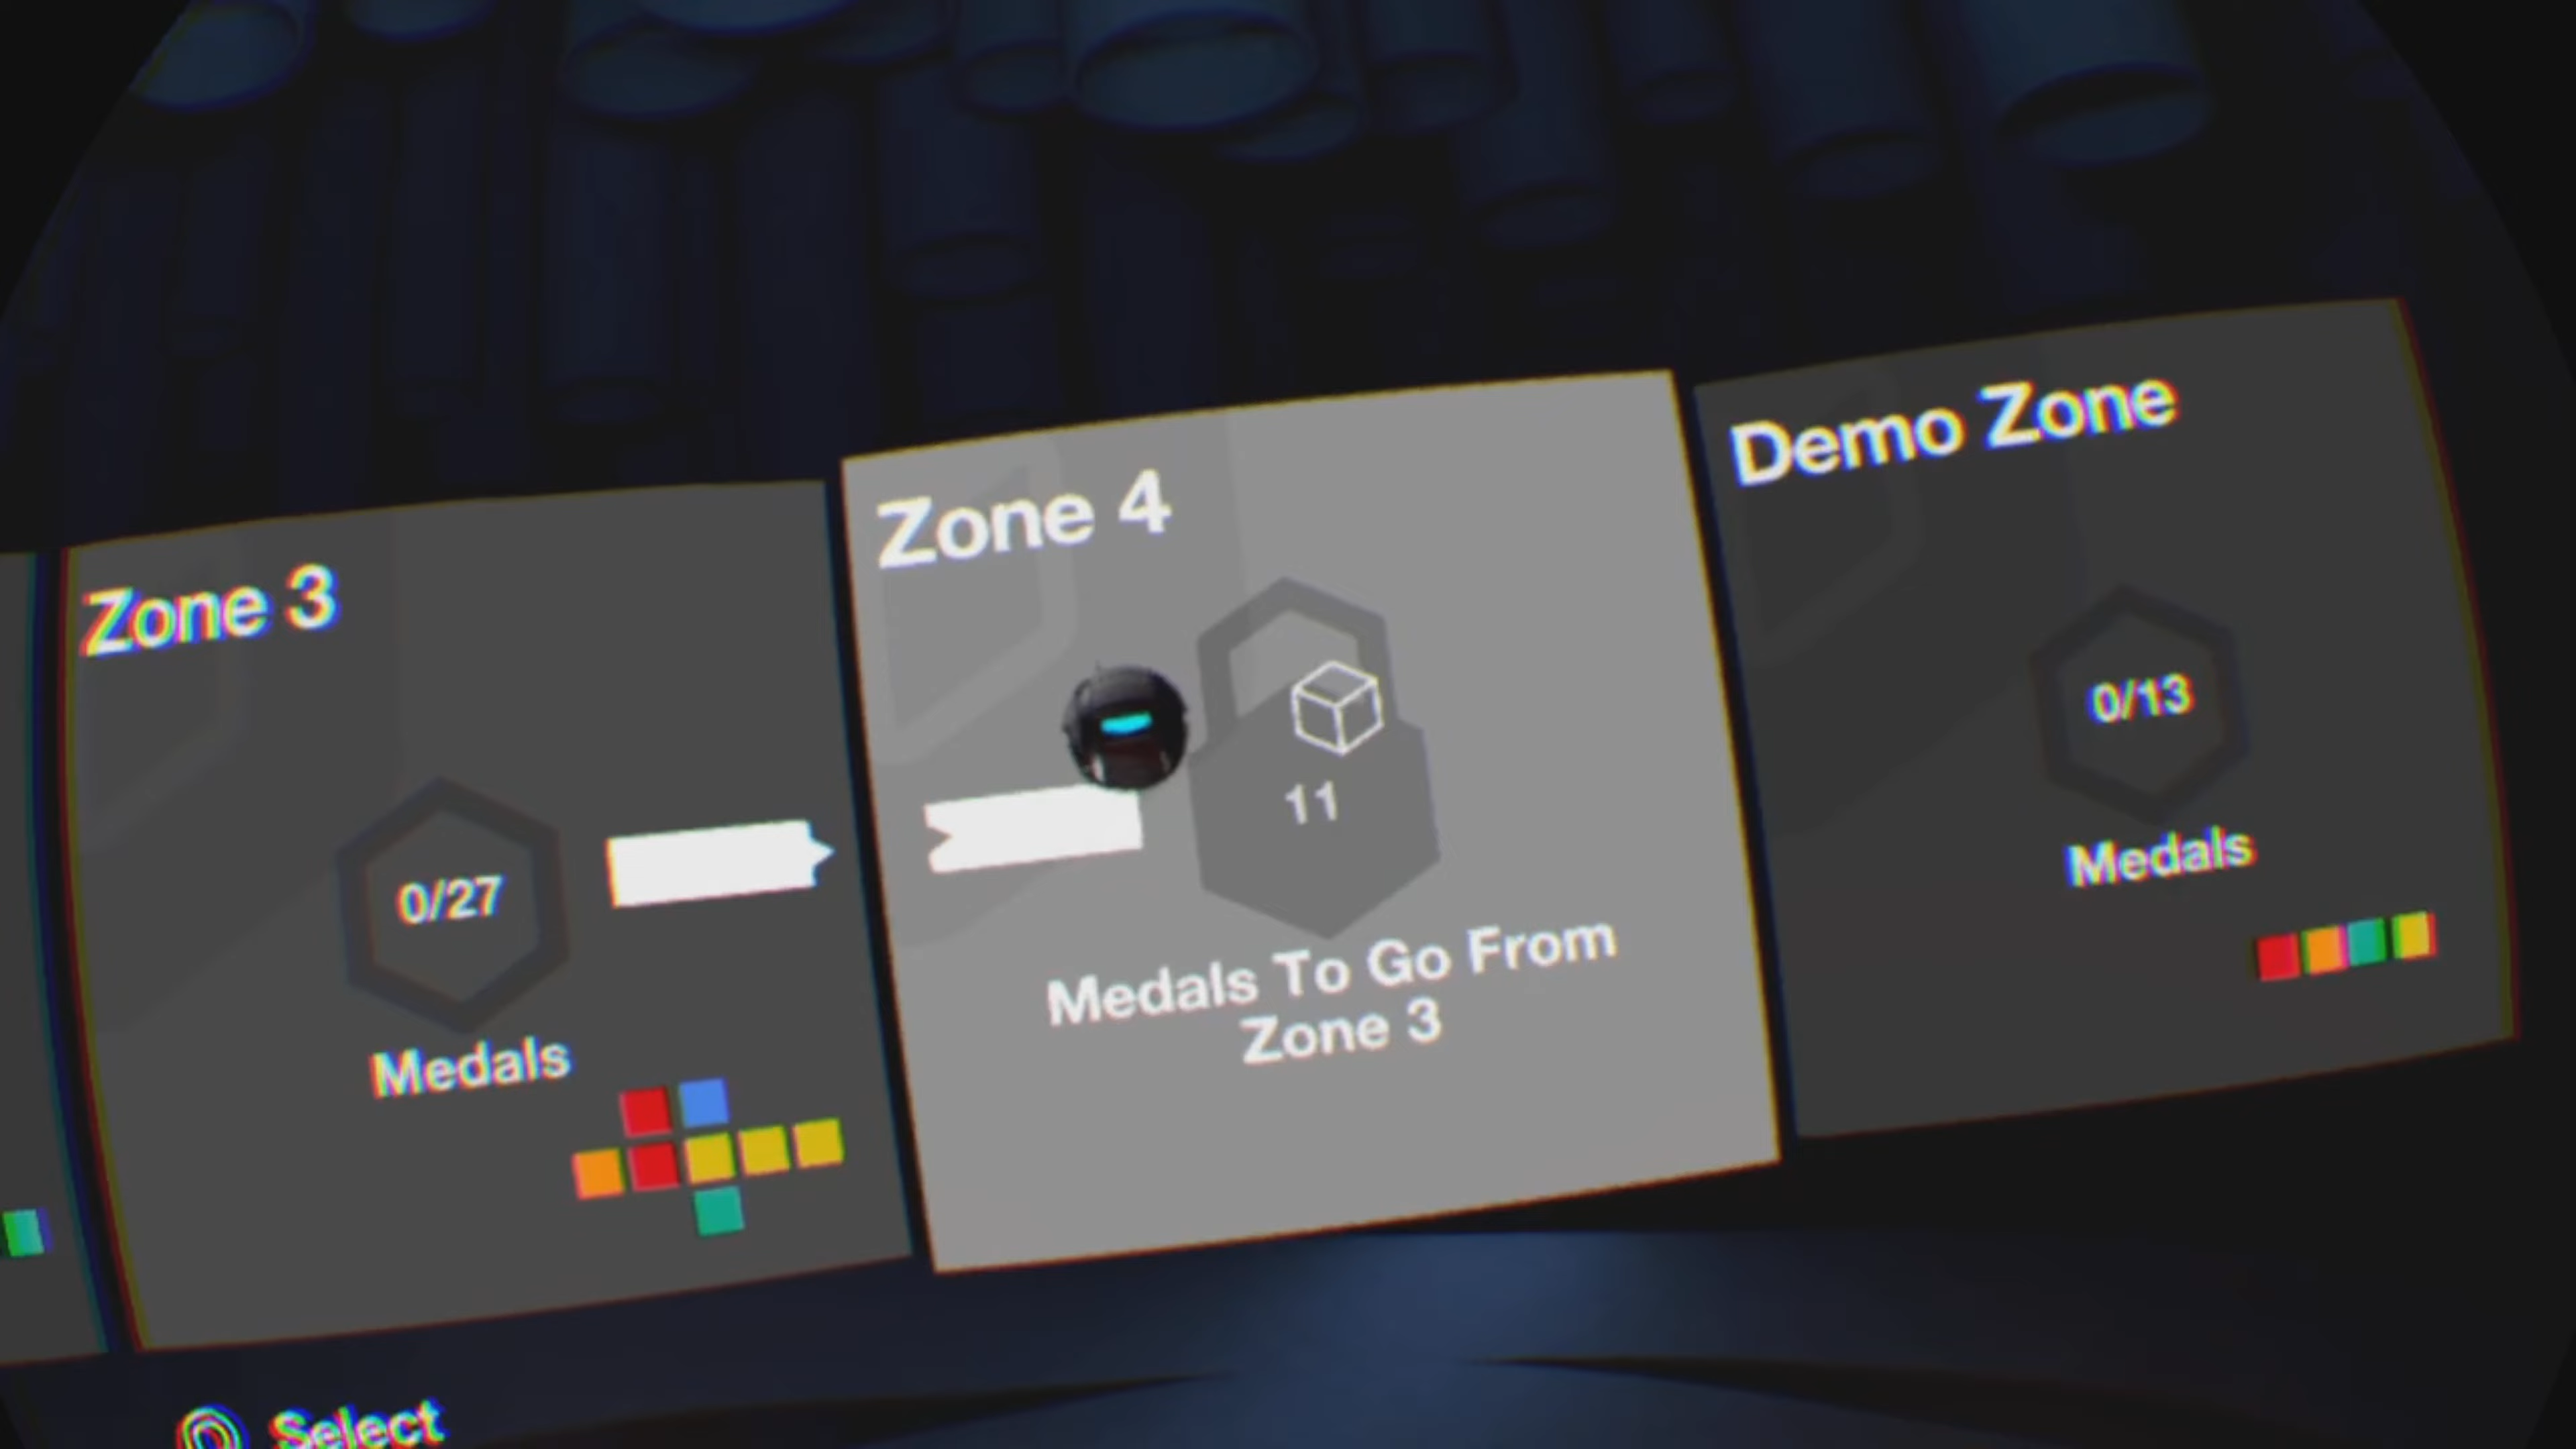 Zone 3
0/27
Medals
Zone 4
11
Medals To Go From
Zone 3
Demo Zone
0/13
Medals
Select